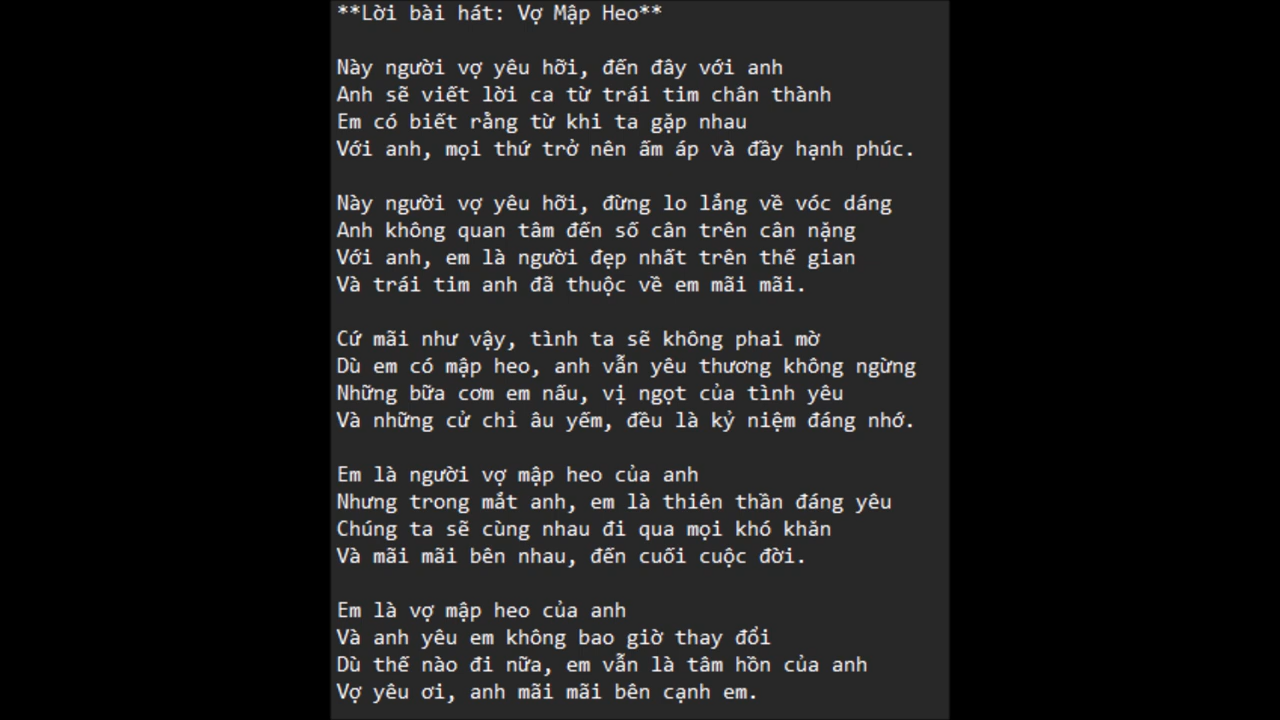 **Lời bài hát: Vợ Mập Heo**
Này người vợ yêu hỡi, đến đây với anh
Anh sẽ viết lời ca từ trái tim chân thành
Em có biết rằng từ khi ta gặp nhau
Với anh, mọi thứ trở nên ấm áp và đầy hạnh phúc.
Này người vợ yêu hỡi, đừng lo lắng về vóc dáng
Anh không quan tâm đến số cân trên cân nặng
Với anh, em là người đẹp nhất trên thế gian
Và trái tim anh đã thuộc về em mãi mãi.
Cứ mãi như vậy, tình ta sẽ không phai mờ
Dù em có mập heo, anh vẫn yêu thương không ngừng
Những bữa cơm em nấu, vị ngọt của tình yêu
Và những cử chỉ âu yếm, đều là kỷ niệm đáng nhớ.
Em là người vợ mập heo của anh
Nhưng trong mắt anh, em là thiên thần đáng yêu
Chúng ta sẽ cùng nhau đi qua mọi khó khăn
Và mãi mãi bên nhau, đến cuối cuộc đời.
Em là vợ mập heo của anh
Và anh yêu em không bao giờ thay đổi
Dù thế nào đi nữa, em vẫn là tâm hồn của anh
Vợ yêu ơi, anh mãi mãi bên cạnh em.